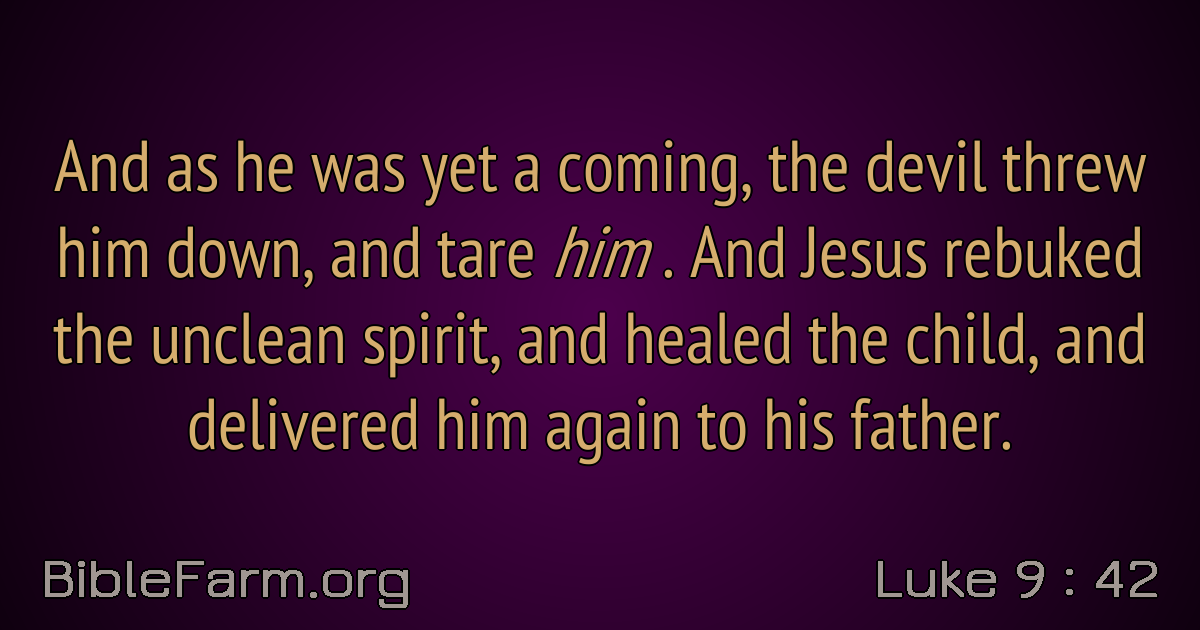 And as he was yet a coming, the devil threw
him down, and tare him . And Jesus rebuked
the unclean spirit, and healed the child, and
delivered him again to his father.
BibleFarm.org
Luke 9 : 42